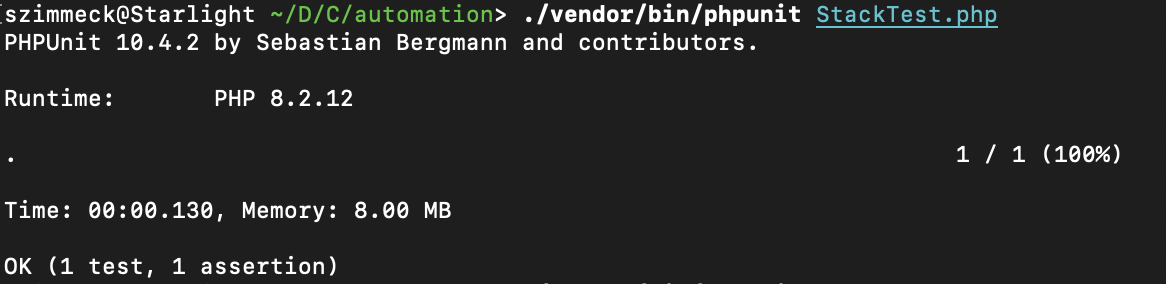 szimmeck@Starlight ~/D/C/automation> ./vendor/bin/phpunit StackTest.php
PHPUnit 10.4.2 by Sebastian Bergmann and contributors.
Runtime:       PHP 8.2.12
.                                                                   1 / 1 (100%)
Time: 00:00.130, Memory: 8.00 MB
OK (1 test, 1 assertion)